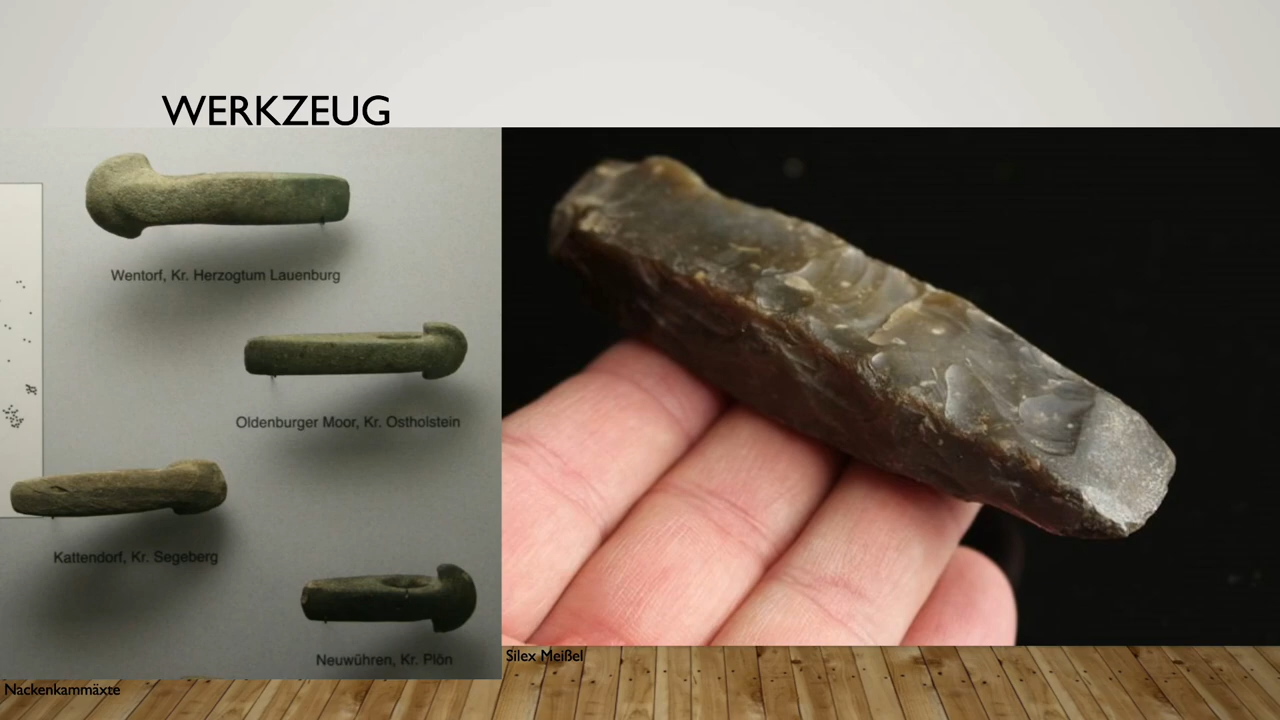 WERKZEUG
Wentorf, Kr. Herzogtum Lauenburg
Oldenburger Moor, Kr. Ostholstein
Kattendorf, Kr. Segeberg
Neuwühren, Kr. Plön
Silex Meißel
Nackenkammäxte